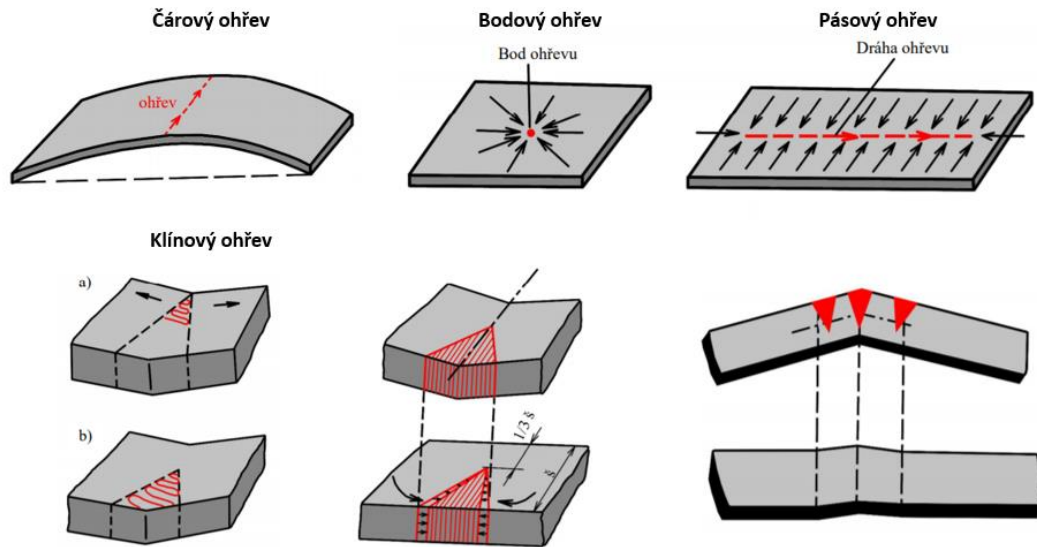 Čárový ohřev
Bodový ohřev
Pásový ohřev
Bod ohřevu
Dráha ohřevu
ohřev
Klínový ohřev
a)
b)
1/3 š
š